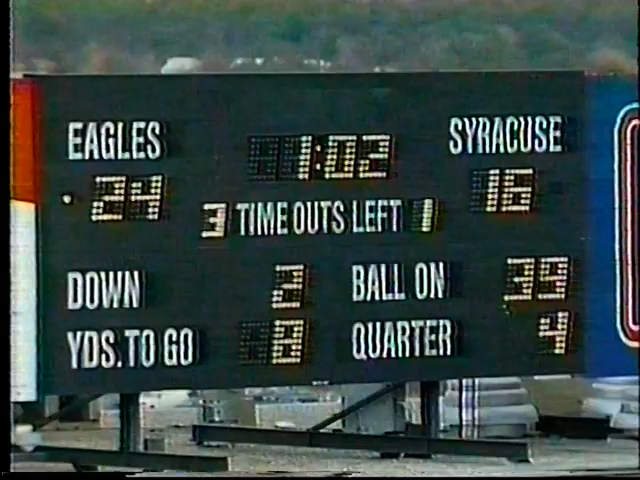 EAGLES 1:02 SYRACUSE
24 16
3 TIME OUTS LEFT 1
DOWN 2 BALL ON 39
YDS. TO GO 8 QUARTER 4